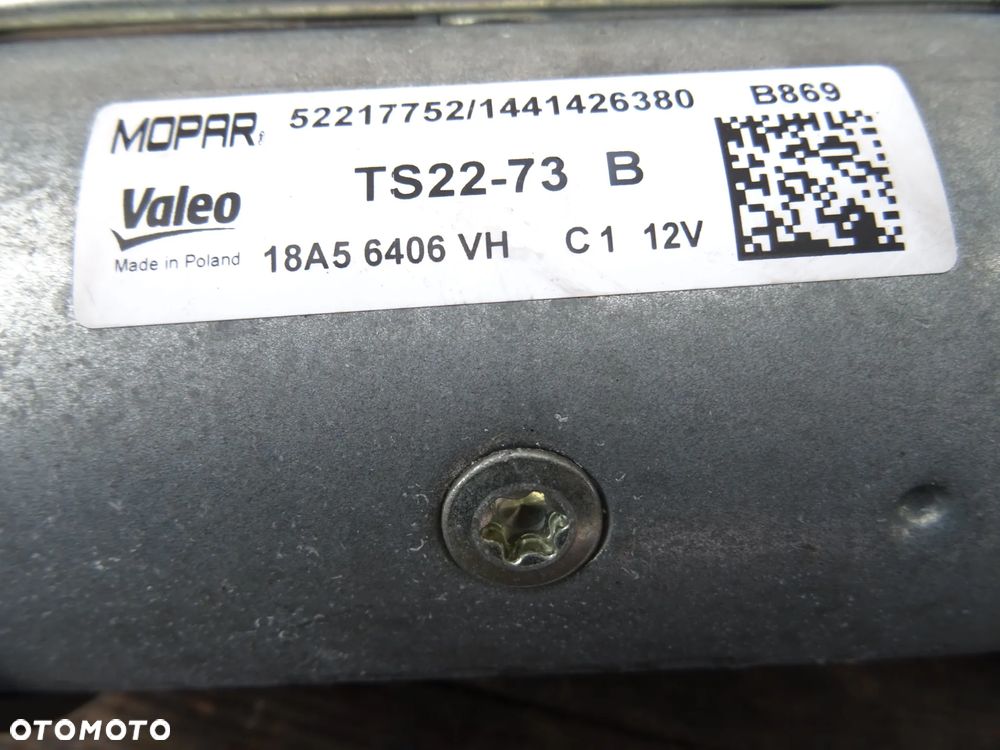 MOPAR 52217752/1441426380 B869
Valeo TS22-73 B
Made in Poland 18A5 6406 VH C1 12V
OTOMOTO